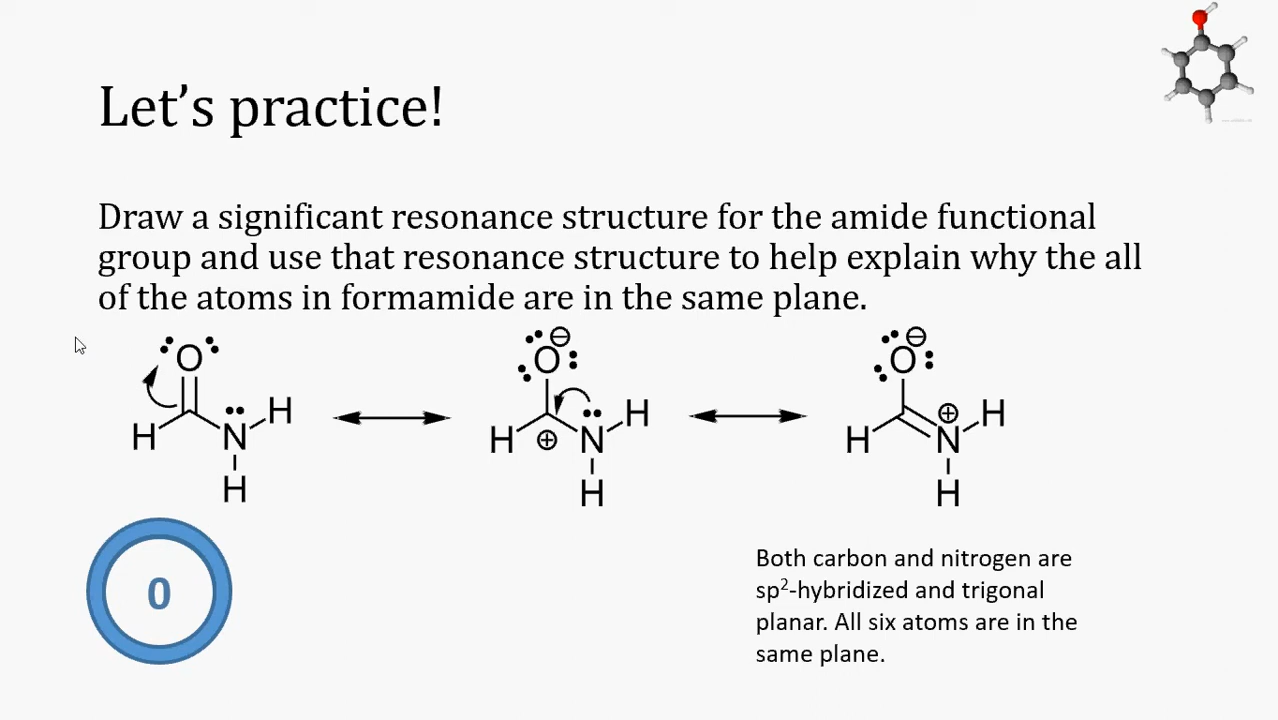 Let's practice!
Draw a significant resonance structure for the amide functional
group and use that resonance structure to help explain why the all
of the atoms in formamide are in the same plane.
O O ⊖ O ⊖
H N H H ⊕ N H H N ⊕ H
H H H
0
Both carbon and nitrogen are
sp²-hybridized and trigonal
planar. All six atoms are in the
same plane.